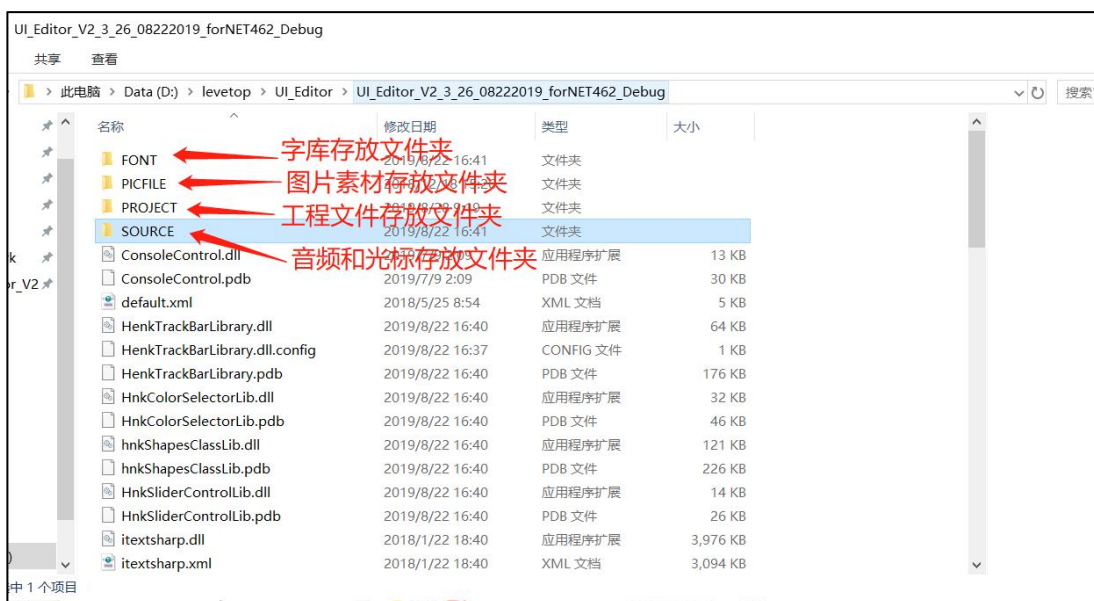 UI_Editor_V2_3_26_08222019_forNET462_Debug
共享 查看
> 此电脑 > Data (D:) > levetop > UI_Editor > UI_Editor_V2_3_26_08222019_forNET462_Debug 搜索
名称 修改日期 类型 大小
FONT 字库存放文件夹 2019/8/22 16:41 文件夹
PICFILE 图片素材存放文件夹 文件夹
PROJECT 工程文件存放文件夹 文件夹
SOURCE 2019/8/22 16:41 文件夹
音频和光标存放文件夹
ConsoleControl.dll 应用程序扩展 13 KB
ConsoleControl.pdb 2019/7/9 2:09 PDB 文件 30 KB
default.xml 2018/5/25 8:54 XML 文档 5 KB
HenkTrackBarLibrary.dll 2019/8/22 16:40 应用程序扩展 64 KB
HenkTrackBarLibrary.dll.config 2019/8/22 16:37 CONFIG 文件 1 KB
HenkTrackBarLibrary.pdb 2019/8/22 16:40 PDB 文件 176 KB
HnkColorSelectorLib.dll 2019/8/22 16:40 应用程序扩展 32 KB
HnkColorSelectorLib.pdb 2019/8/22 16:40 PDB 文件 46 KB
hnkShapesClassLib.dll 2019/8/22 16:40 应用程序扩展 121 KB
hnkShapesClassLib.pdb 2019/8/22 16:40 PDB 文件 226 KB
HnkSliderControlLib.dll 2019/8/22 16:40 应用程序扩展 14 KB
HnkSliderControlLib.pdb 2019/8/22 16:40 PDB 文件 26 KB
itextsharp.dll 2018/1/22 18:40 应用程序扩展 3,976 KB
itextsharp.xml 2018/1/22 18:40 XML 文档 3,094 KB
中 1 个项目